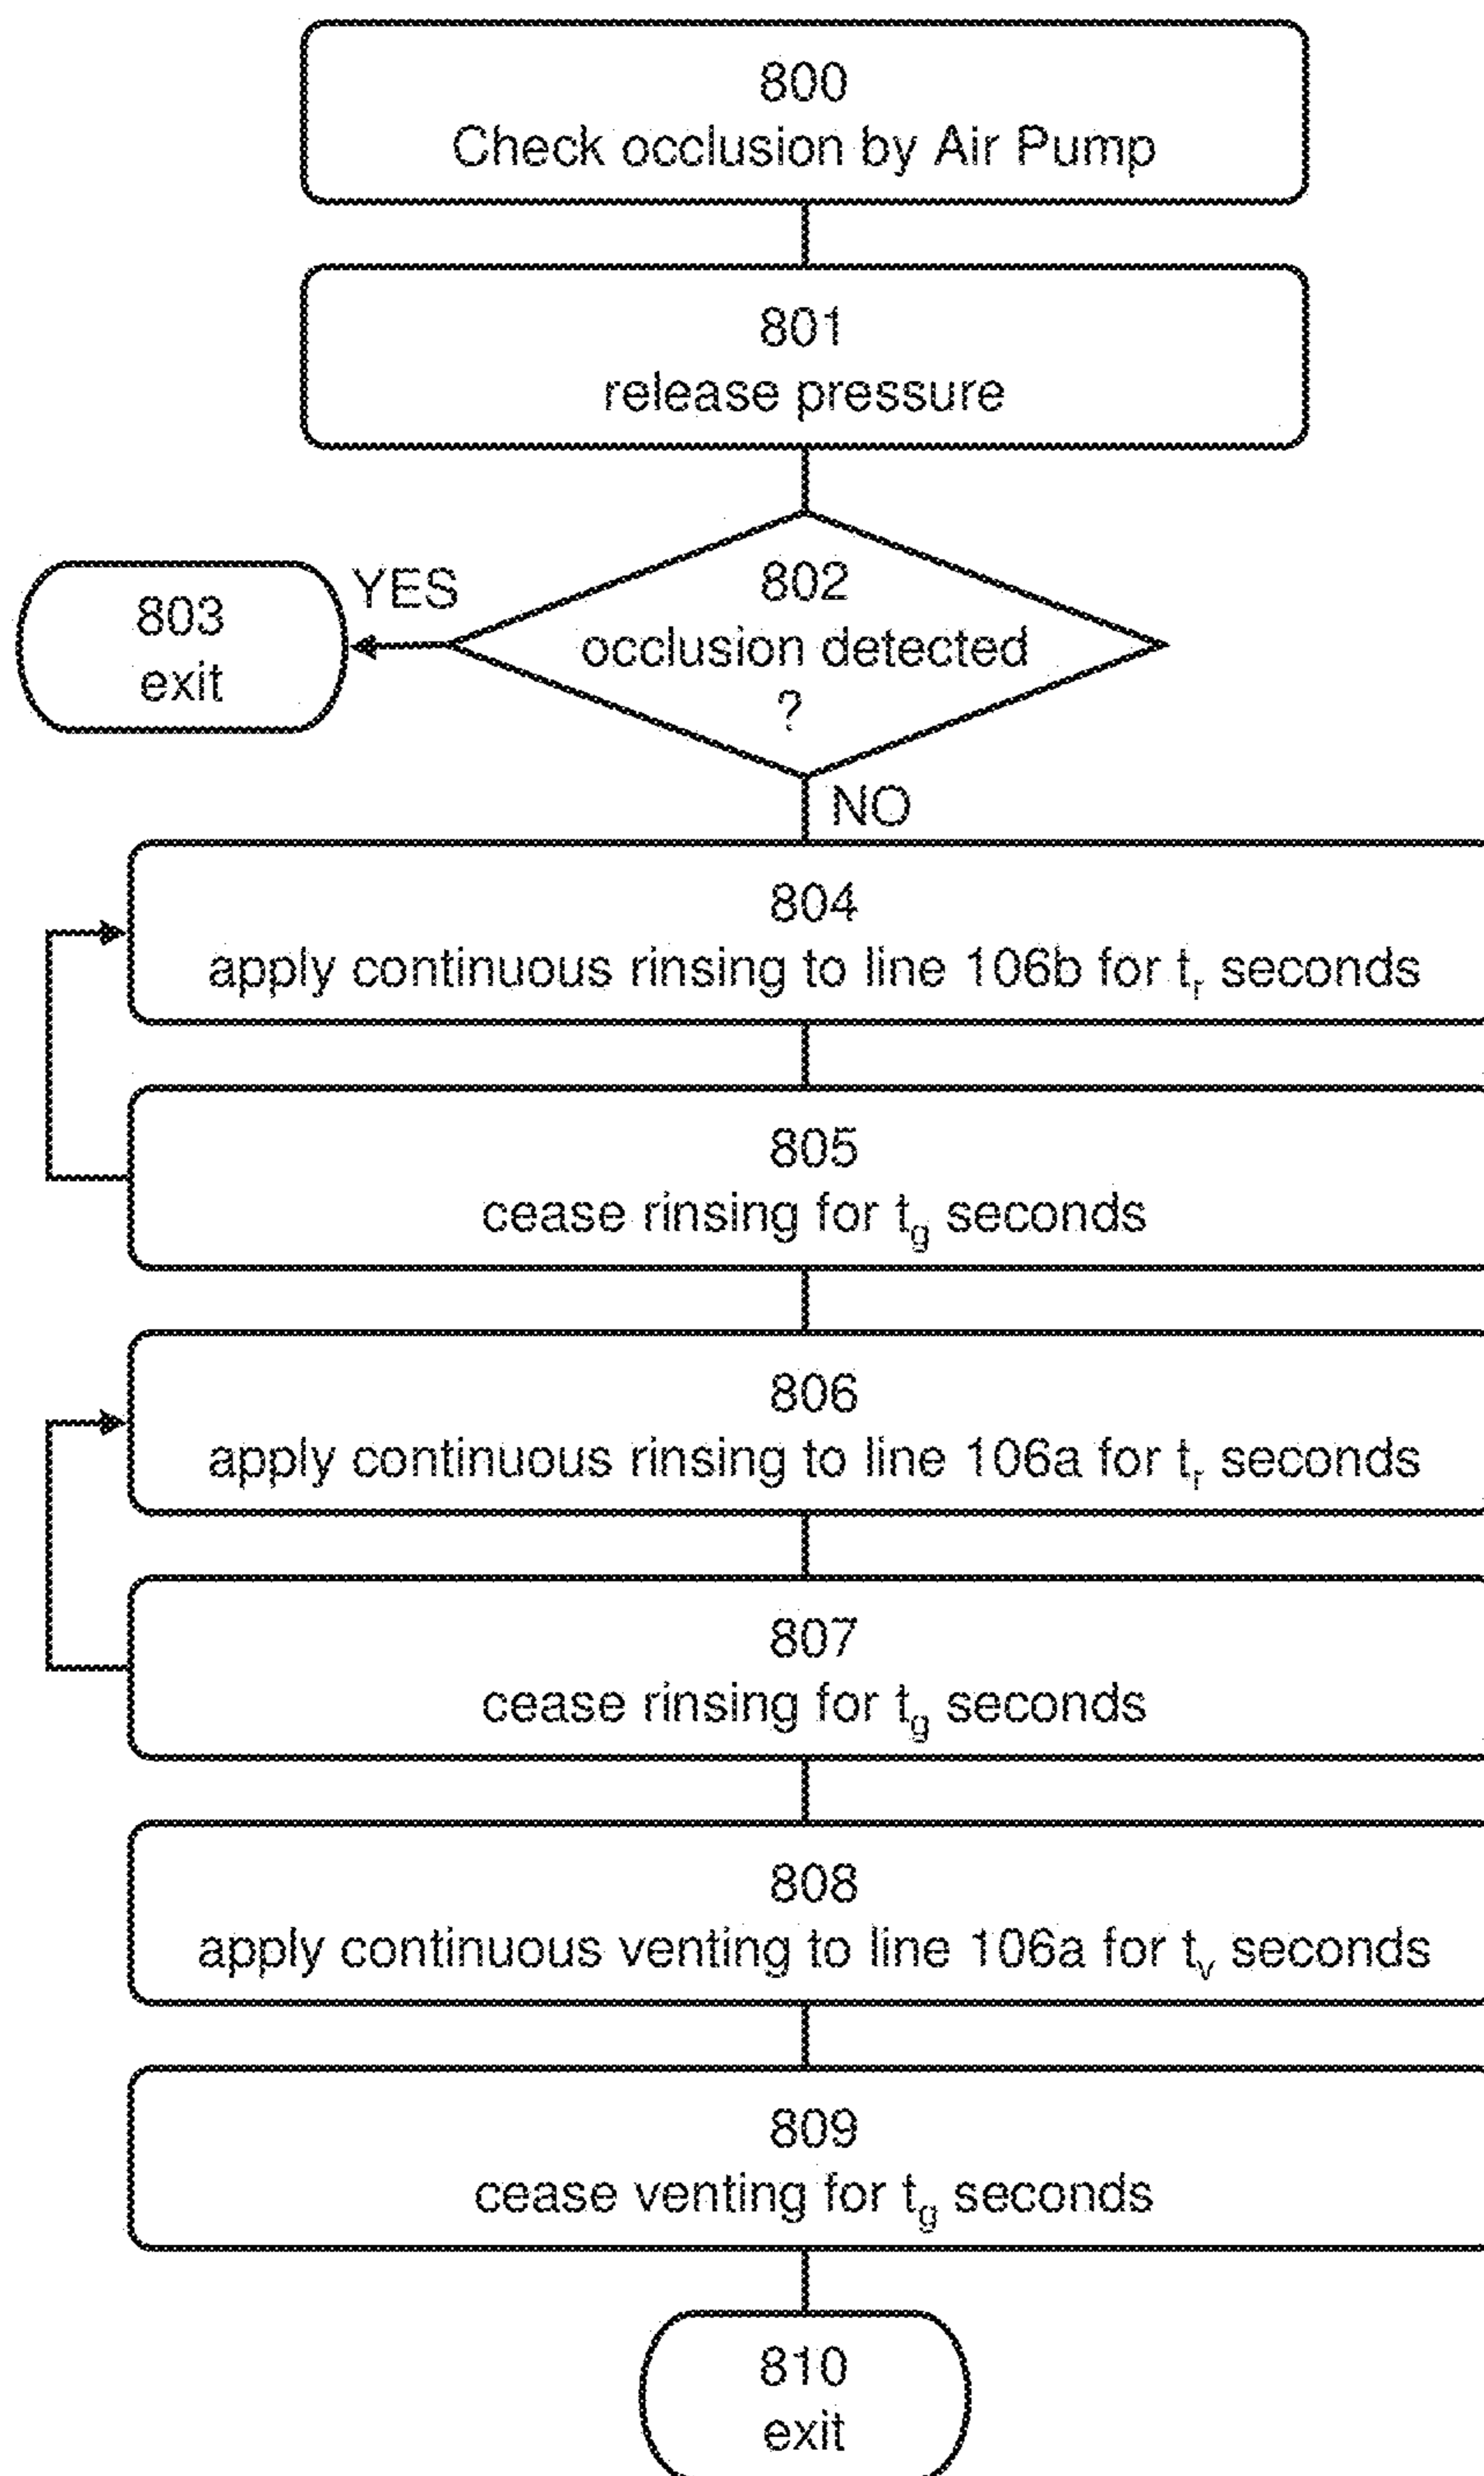 800
Check occlusion by Air Pump
801
release pressure
802
occlusion detected
?
YES
803
exit
NO
804
apply continuous rinsing to line 106b for tᵣ seconds
805
cease rinsing for t_g seconds
806
apply continuous rinsing to line 106a for tᵣ seconds
807
cease rinsing for t_g seconds
808
apply continuous venting to line 106a for tᵥ seconds
809
cease venting for t_g seconds
810
exit